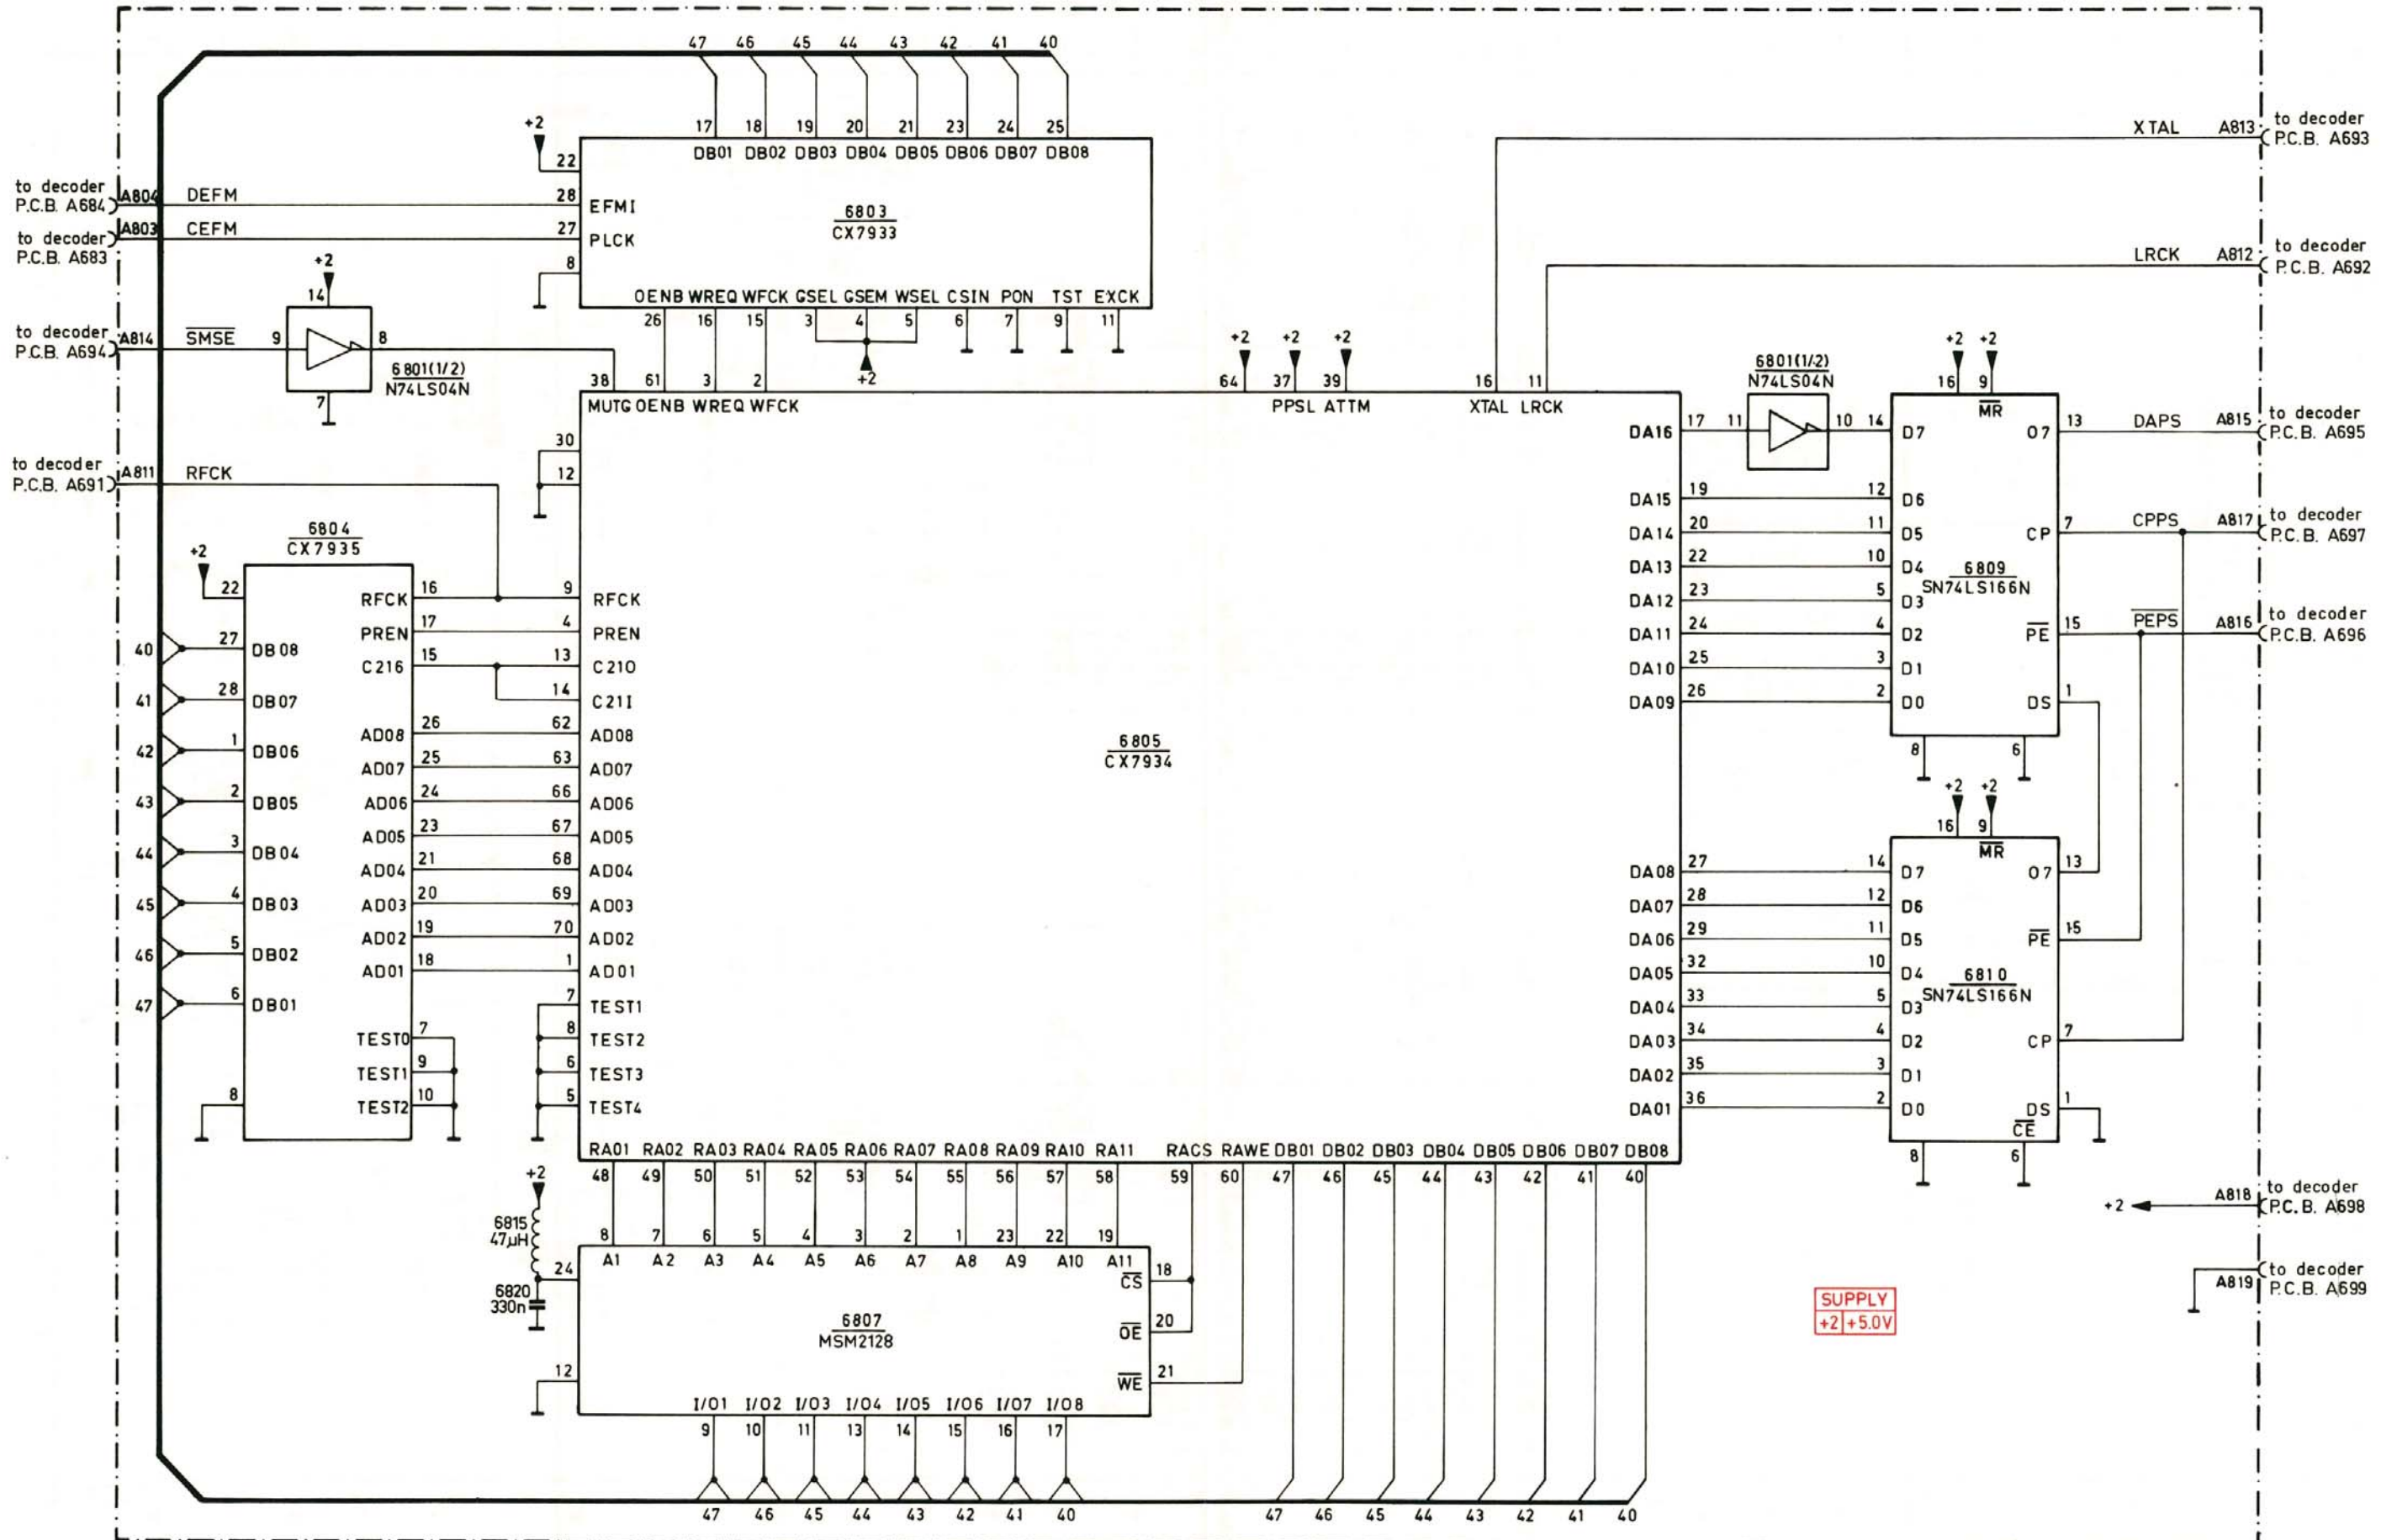 47 46 45 44 43 42 41 40
+2
17 18 19 20 21 23 24 25
DB01 DB02 DB03 DB04 DB05 DB06 DB07 DB08
22
28 EFMI
27 PLCK
8
6803
CX7933
OENB WREQ WFCK GSEL GSEM WSEL CSIN PON TST EXCK
26 16 15 3 4 5 6 7 9 11
+2
to decoder
P.C.B. A684
A804 DEFM
to decoder
P.C.B. A683
A803 CEFM
+2
14
to decoder
P.C.B. A694
A814 SMSE
9 8
7
6801(1/2)
N74LS04N
to decoder
P.C.B. A691
A811 RFCK
XTAL A813
to decoder
P.C.B. A693
LRCK A812
to decoder
P.C.B. A692
38 61 3 2
MUTG OENB WREQ WFCK
+2 +2 +2
64 37 39
PPSL ATTM
16 11
XTAL LRCK
30
12
9 RFCK
4 PREN
13 C210
14 C21I
62 AD08
63 AD07
66 AD06
67 AD05
68 AD04
69 AD03
70 AD02
1 AD01
7 TEST1
8 TEST2
6 TEST3
5 TEST4
6805
CX7934
6804
CX7935
+2
22
40 27 DB08
41 28 DB07
42 1 DB06
43 2 DB05
44 3 DB04
45 4 DB03
46 5 DB02
47 6 DB01
8
RFCK 16
PREN 17
C216 15
AD08 26
AD07 25
AD06 24
AD05 23
AD04 21
AD03 20
AD02 19
AD01 18
TEST0 7
TEST1 9
TEST2 10
DA16 17
DA15 19
DA14 20
DA13 22
DA12 23
DA11 24
DA10 25
DA09 26
DA08 27
DA07 28
DA06 29
DA05 32
DA04 33
DA03 34
DA02 35
DA01 36
6801(1/2)
N74LS04N
11 10
+2 +2
16 9
MR
14 D7
12 D6
11 D5
10 D4
5 D3
4 D2
3 D1
2 D0
6809
SN74LS166N
O7 13
CP 7
PE 15
DS 1
8 6
DAPS A815
to decoder
P.C.B. A695
CPPS A817
to decoder
P.C.B. A697
PEPS A816
to decoder
P.C.B. A696
+2 +2
16 9
MR
14 D7
12 D6
11 D5
10 D4
5 D3
4 D2
3 D1
2 D0
6810
SN74LS166N
O7 13
PE 15
CP 7
DS 1
CE
8 6
+2 A818
to decoder
P.C.B. A698
A819
to decoder
P.C.B. A699
RA01 RA02 RA03 RA04 RA05 RA06 RA07 RA08 RA09 RA10 RA11 RACS RAWE DB01 DB02 DB03 DB04 DB05 DB06 DB07 DB08
48 49 50 51 52 53 54 55 56 57 58 59 60 47 46 45 44 43 42 41 40
+2
6815
47µH
6820
330n
8 7 6 5 4 3 2 1 23 22 19
A1 A2 A3 A4 A5 A6 A7 A8 A9 A10 A11
24
12
6807
MSM2128
CS 18
OE 20
WE 21
I/O1 I/O2 I/O3 I/O4 I/O5 I/O6 I/O7 I/O8
9 10 11 13 14 15 16 17
47 46 45 44 43 42 41 40
47 46 45 44 43 42 41 40
SUPPLY
+2 +5.0V